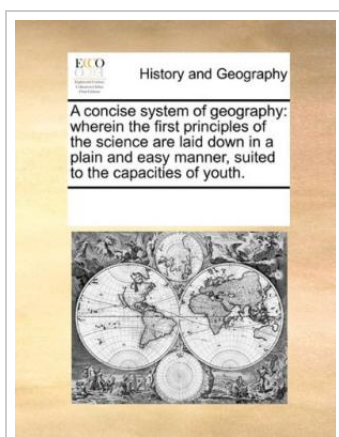 ECCO
History and Geography
A concise system of geography:
wherein the first principles of
the science are laid down in a
plain and easy manner, suited
to the capacities of youth.